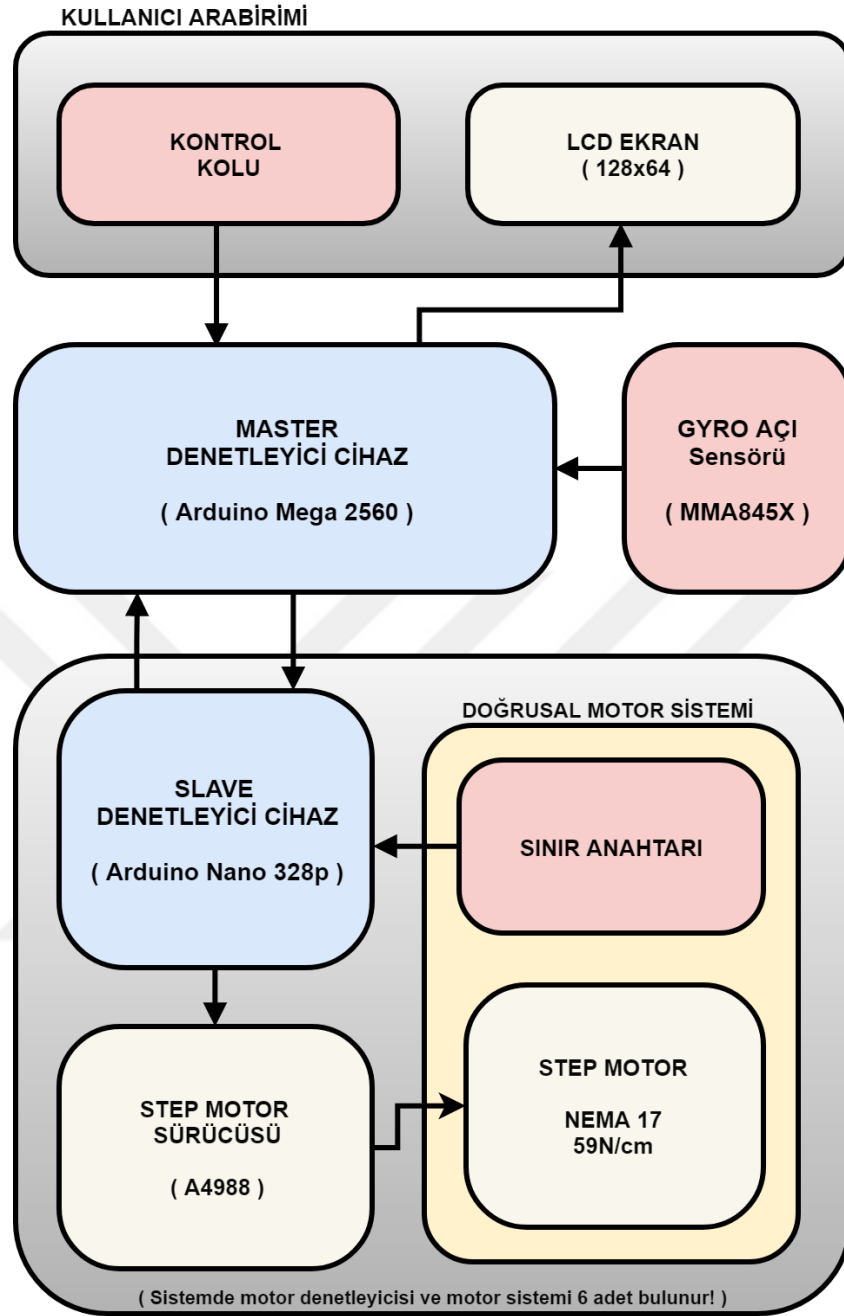 KULLANICI ARABİRİMİ
KONTROL
KOLU
LCD EKRAN
( 128x64 )
MASTER
DENETLEYİCİ CİHAZ
( Arduino Mega 2560 )
GYRO AÇI
Sensörü
( MMA845X )
DOĞRUSAL MOTOR SİSTEMİ
SLAVE
DENETLEYİCİ CİHAZ
( Arduino Nano 328p )
SINIR ANAHTARI
STEP MOTOR
SÜRÜCÜSÜ
( A4988 )
STEP MOTOR
NEMA 17
59N/cm
( Sistemde motor denetleyicisi ve motor sistemi 6 adet bulunur! )